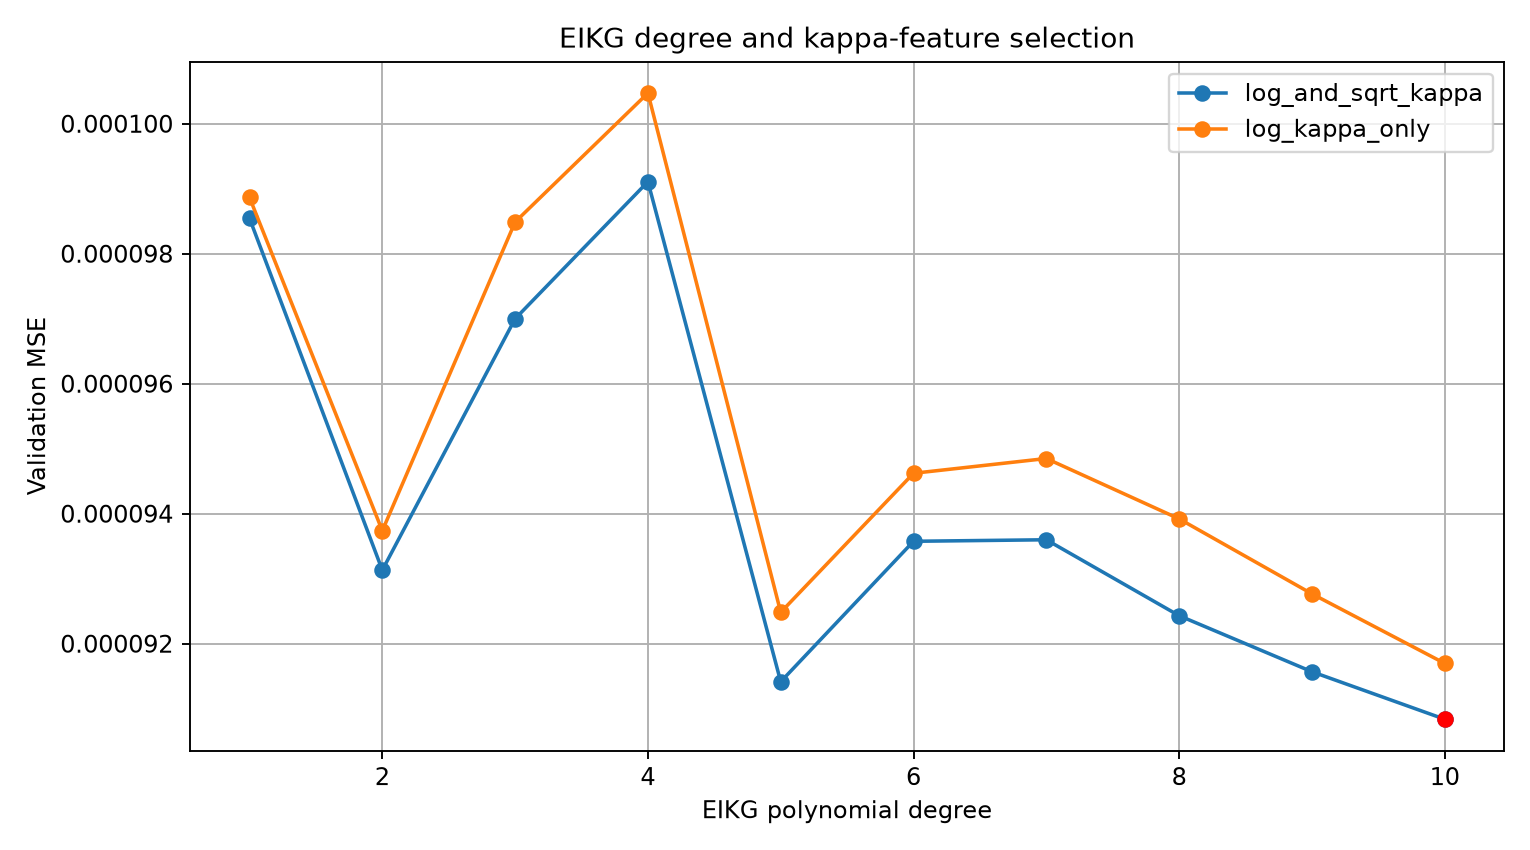 EIKG degree and kappa-feature selection
log_and_sqrt_kappa
log_kappa_only
Validation MSE
0.000100
0.000098
0.000096
0.000094
0.000092
2 4 6 8 10
EIKG polynomial degree